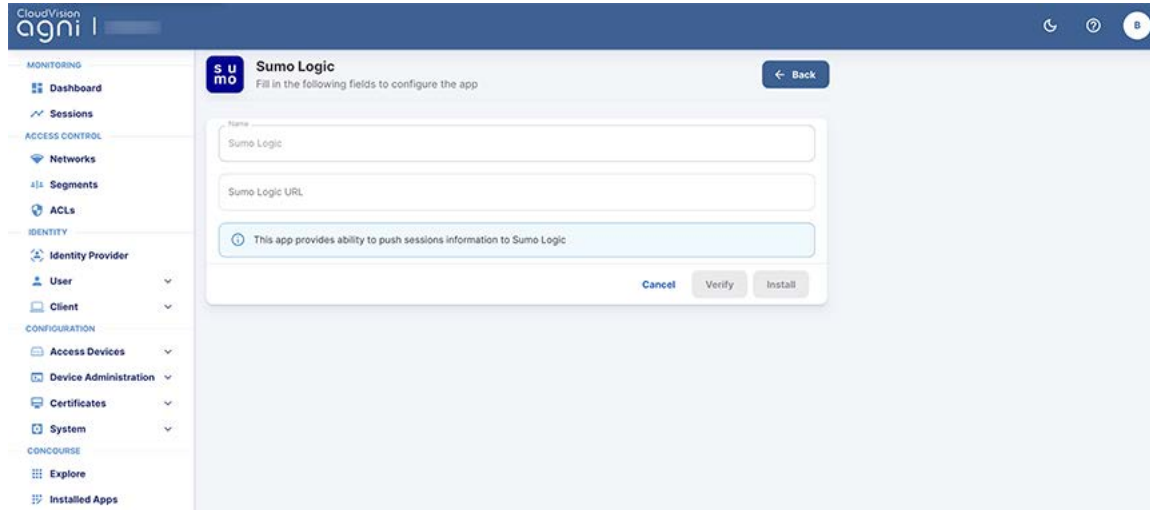 CloudVision
agni |
B
MONITORING
Dashboard
Sessions
ACCESS CONTROL
Networks
Segments
ACLs
IDENTITY
Identity Provider
User
Client
CONFIGURATION
Access Devices
Device Administration
Certificates
System
CONCOURSE
Explore
Installed Apps
su
mo
Sumo Logic
Fill in the following fields to configure the app
← Back
Name
Sumo Logic
Sumo Logic URL
This app provides ability to push sessions information to Sumo Logic
Cancel Verify Install